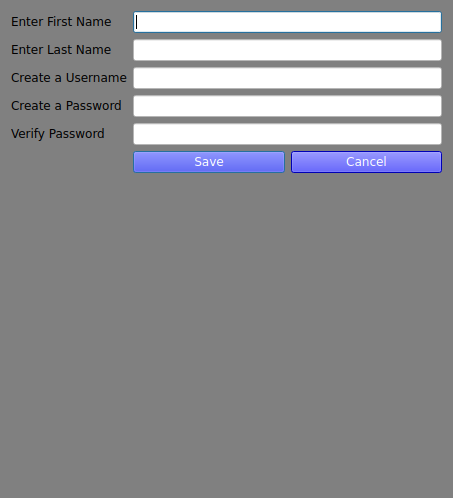 Enter First Name
Enter Last Name
Create a Username
Create a Password
Verify Password
Save Cancel